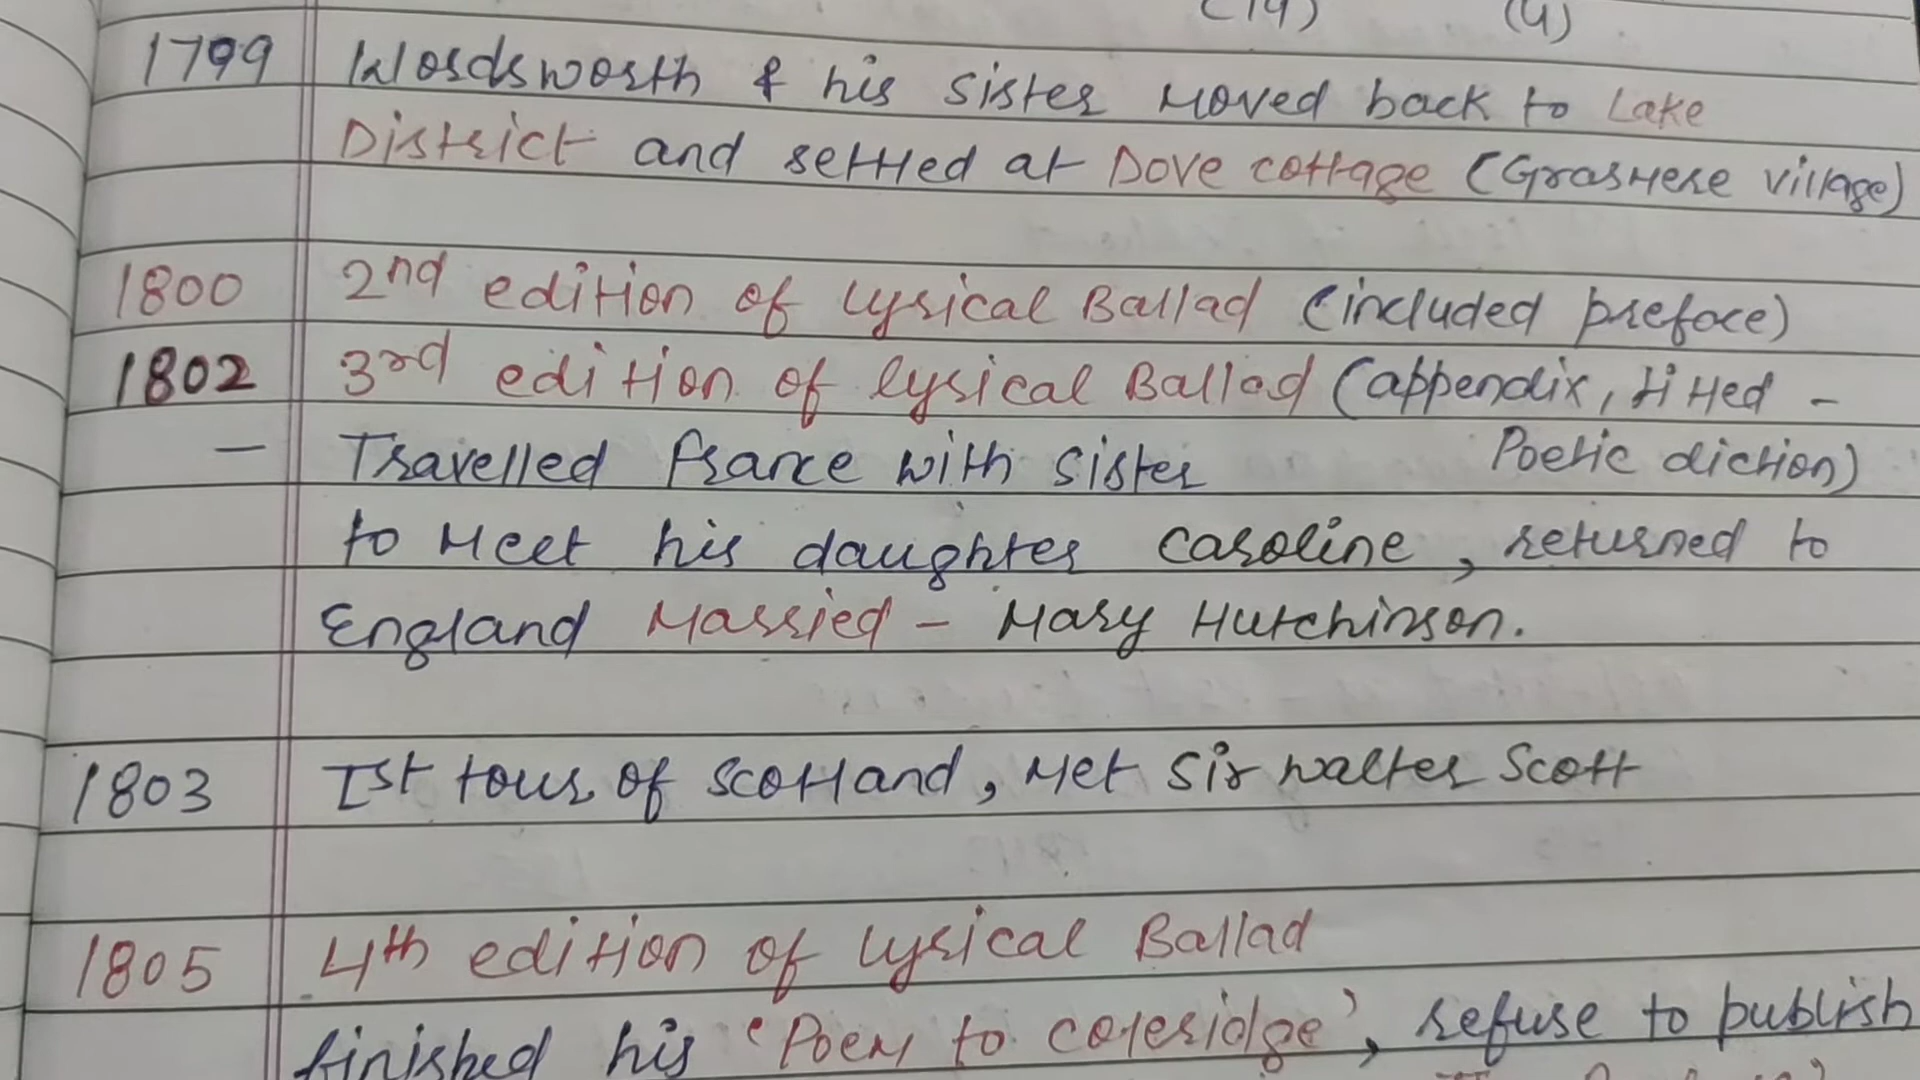 (14) (4)
1799 Wordsworth & his sister moved back to Lake
District and settled at Dove cottage (Grasmere village)
1800 2nd edition of Lyrical Ballad (included preface)
1802 3rd edition of lyrical Ballad (appendix, titled -
— Travelled france with sister Poetic diction)
to meet his daughter Caroline, returned to
England Married - Mary Hutchinson.
1803 Ist tour of Scotland, met Sir Walter Scott
1805 4th edition of Lyrical Ballad
finished his 'Poem to coleridge', refuse to publish